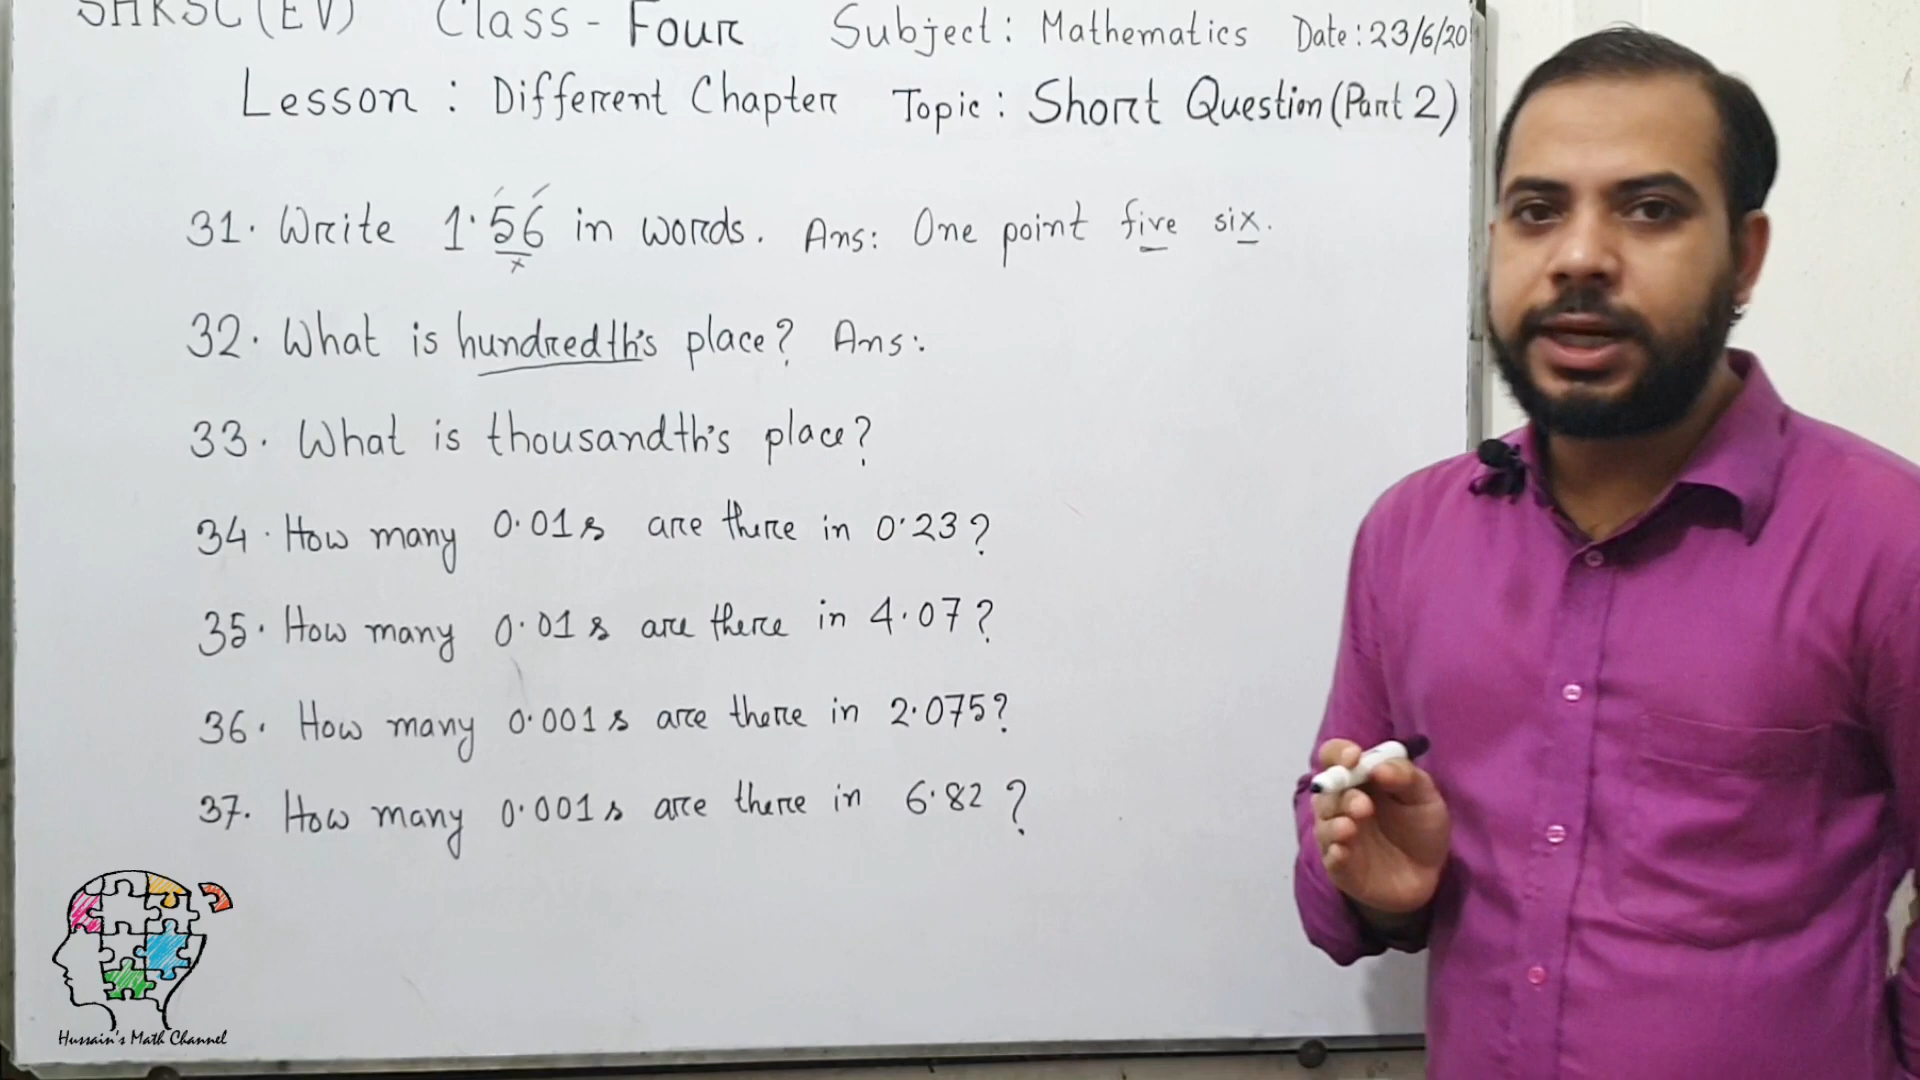 SHKSC (EV) Class - Four Subject : Mathematics Date : 23/6/20
Lesson : Different Chapter Topic : Short Question (Part 2)
31. Write 1.56 in words. Ans: One point five six.
32. What is hundredth's place? Ans:
33. What is thousandth's place?
34. How many 0.01s are there in 0.23?
35. How many 0.01s are there in 4.07?
36. How many 0.001s are there in 2.075?
37. How many 0.001s are there in 6.82?
Hussain's Math Channel